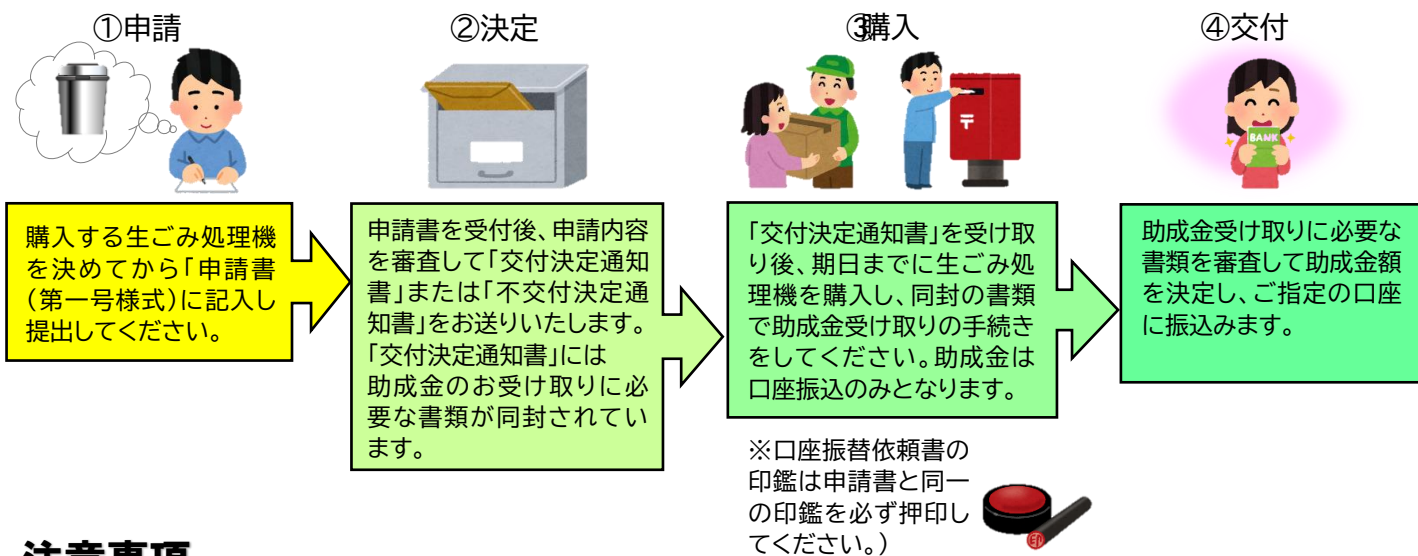 ①申請
②決定
③購入
④交付
BANK
〒
購入する生ごみ処理機
を決めてから「申請書
(第一号様式)に記入し
提出してください。
申請書を受付後、申請内容
を審査して「交付決定通知
書」または「不交付決定通
知書」をお送りいたします。
「交付決定通知書」には
助成金のお受け取りに必
要な書類が同封されてい
ます。
「交付決定通知書」を受け取
り後、期日までに生ごみ処
理機を購入し、同封の書類
で助成金受け取りの手続き
をしてください。助成金は
口座振込のみとなります。
助成金受け取りに必要な
書類を審査して助成金額
を決定し、ご指定の口座
に振込みます。
※口座振替依頼書の
印鑑は申請書と同一
の印鑑を必ず押印し
てください。)
印
注意事項